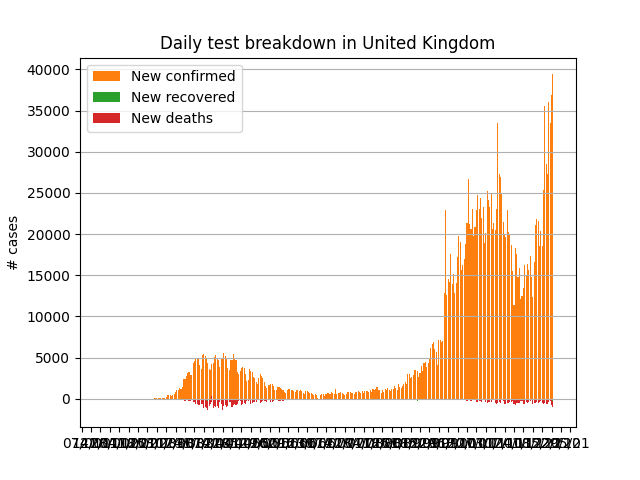 Daily test breakdown in United Kingdom
New confirmed
New recovered
New deaths
40000
35000
30000
25000
20000
15000
10000
5000
0
# cases